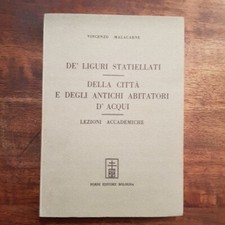 VINCENZO MALACARNE
DE' LIGURI STATIELLATI
DELLA CITTÀ
E DEGLI ANTICHI ABITATORI
D'ACQUI
LEZIONI ACCADEMICHE
FORNI EDITORE BOLOGNA